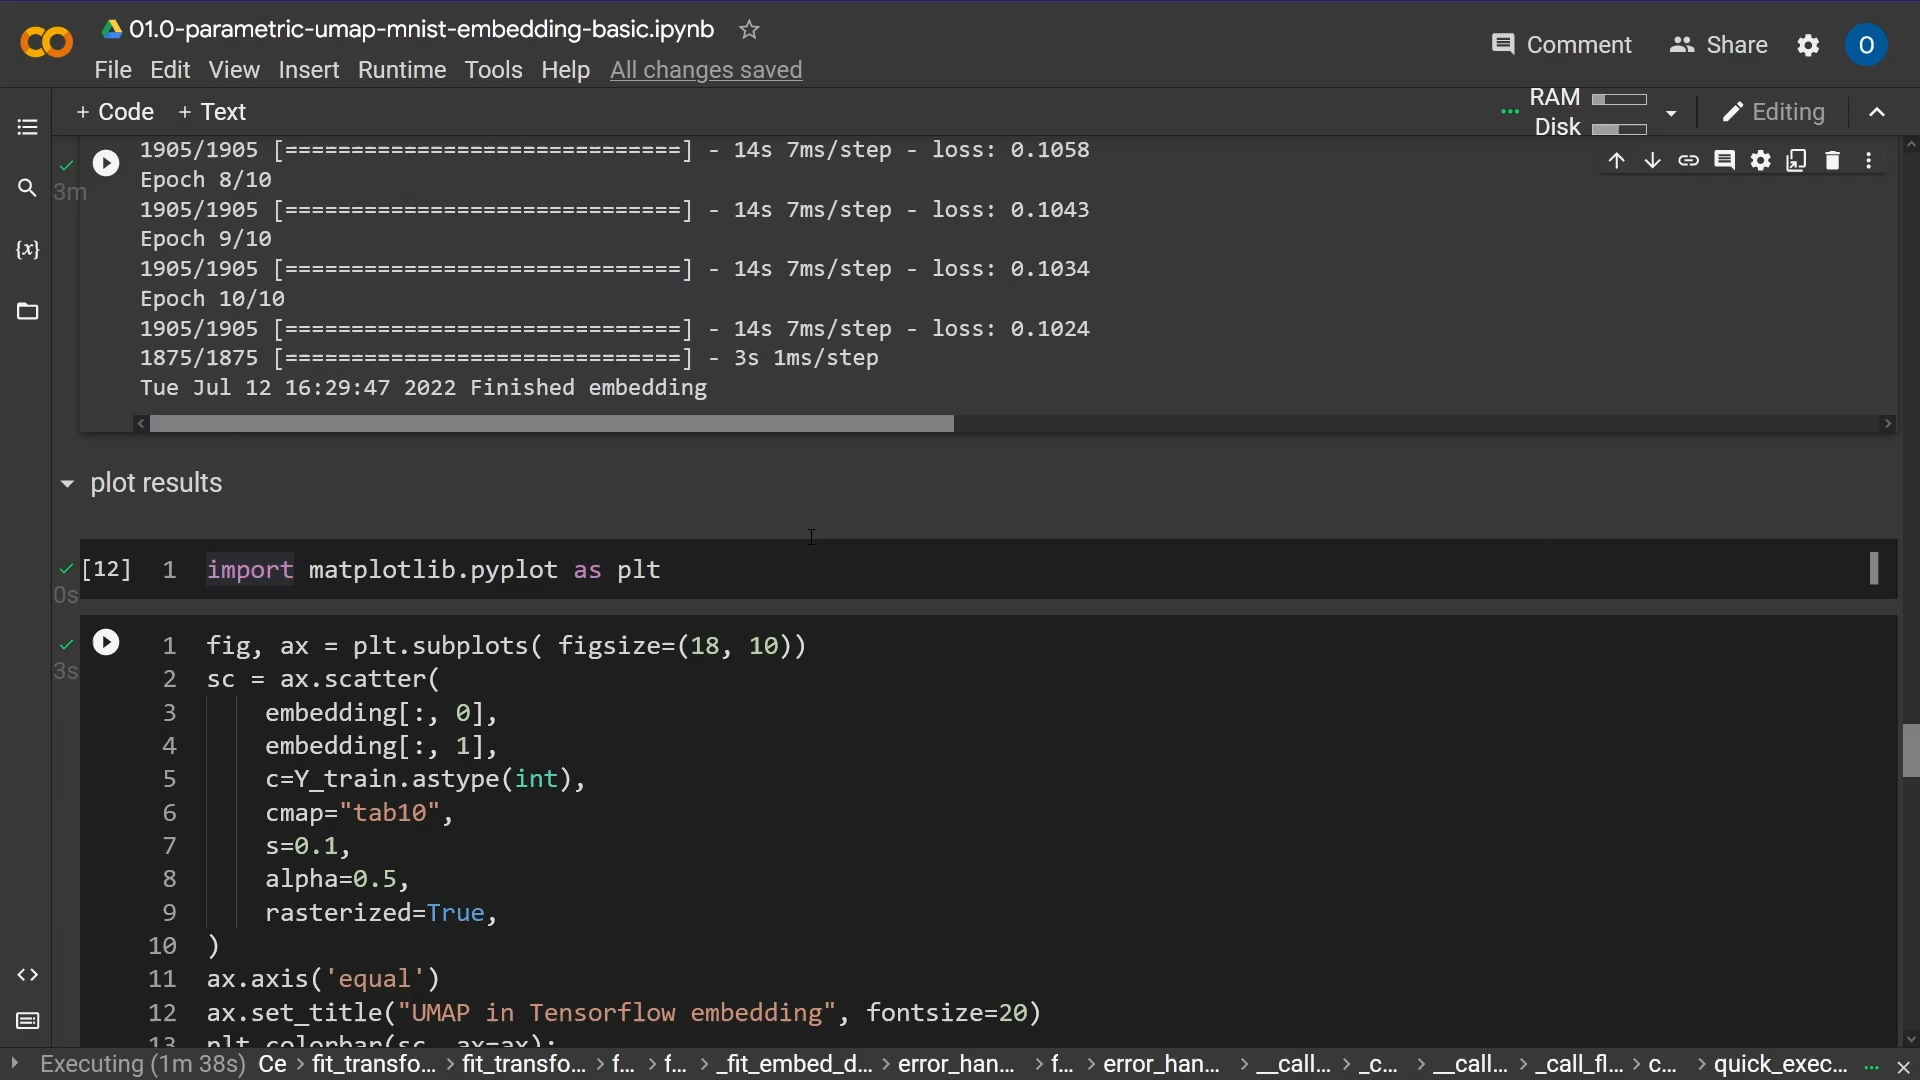 01.0-parametric-umap-mnist-embedding-basic.ipynb
Comment Share O
File Edit View Insert Runtime Tools Help All changes saved
+ Code + Text
RAM
Disk
Editing
1905/1905 [==============================] - 14s 7ms/step - loss: 0.1058
3m
Epoch 8/10
1905/1905 [==============================] - 14s 7ms/step - loss: 0.1043
Epoch 9/10
{x}
1905/1905 [==============================] - 14s 7ms/step - loss: 0.1034
Epoch 10/10
1905/1905 [==============================] - 14s 7ms/step - loss: 0.1024
1875/1875 [==============================] - 3s 1ms/step
Tue Jul 12 16:29:47 2022 Finished embedding
plot results
[12] 1 import matplotlib.pyplot as plt
0s
1 fig, ax = plt.subplots( figsize=(18, 10))
3s
2 sc = ax.scatter(
3 embedding[:, 0],
4 embedding[:, 1],
5 c=Y_train.astype(int),
6 cmap="tab10",
7 s=0.1,
8 alpha=0.5,
9 rasterized=True,
10 )
11 ax.axis('equal')
12 ax.set_title("UMAP in Tensorflow embedding", fontsize=20)
13 plt.colorbar(sc, ax=ax);
Executing (1m 38s) Ce > fit_transfo... > fit_transfo... > f... > f... > _fit_embed_d... > error_han... > f... > error_han... > __call... > _c... > __call... > _call_fl... > c... > quick_exec... ...